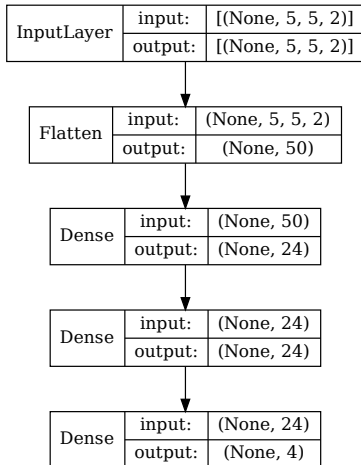 InputLayer
input: [(None, 5, 5, 2)]
output: [(None, 5, 5, 2)]
Flatten
input: (None, 5, 5, 2)
output: (None, 50)
Dense
input: (None, 50)
output: (None, 24)
Dense
input: (None, 24)
output: (None, 24)
Dense
input: (None, 24)
output: (None, 4)